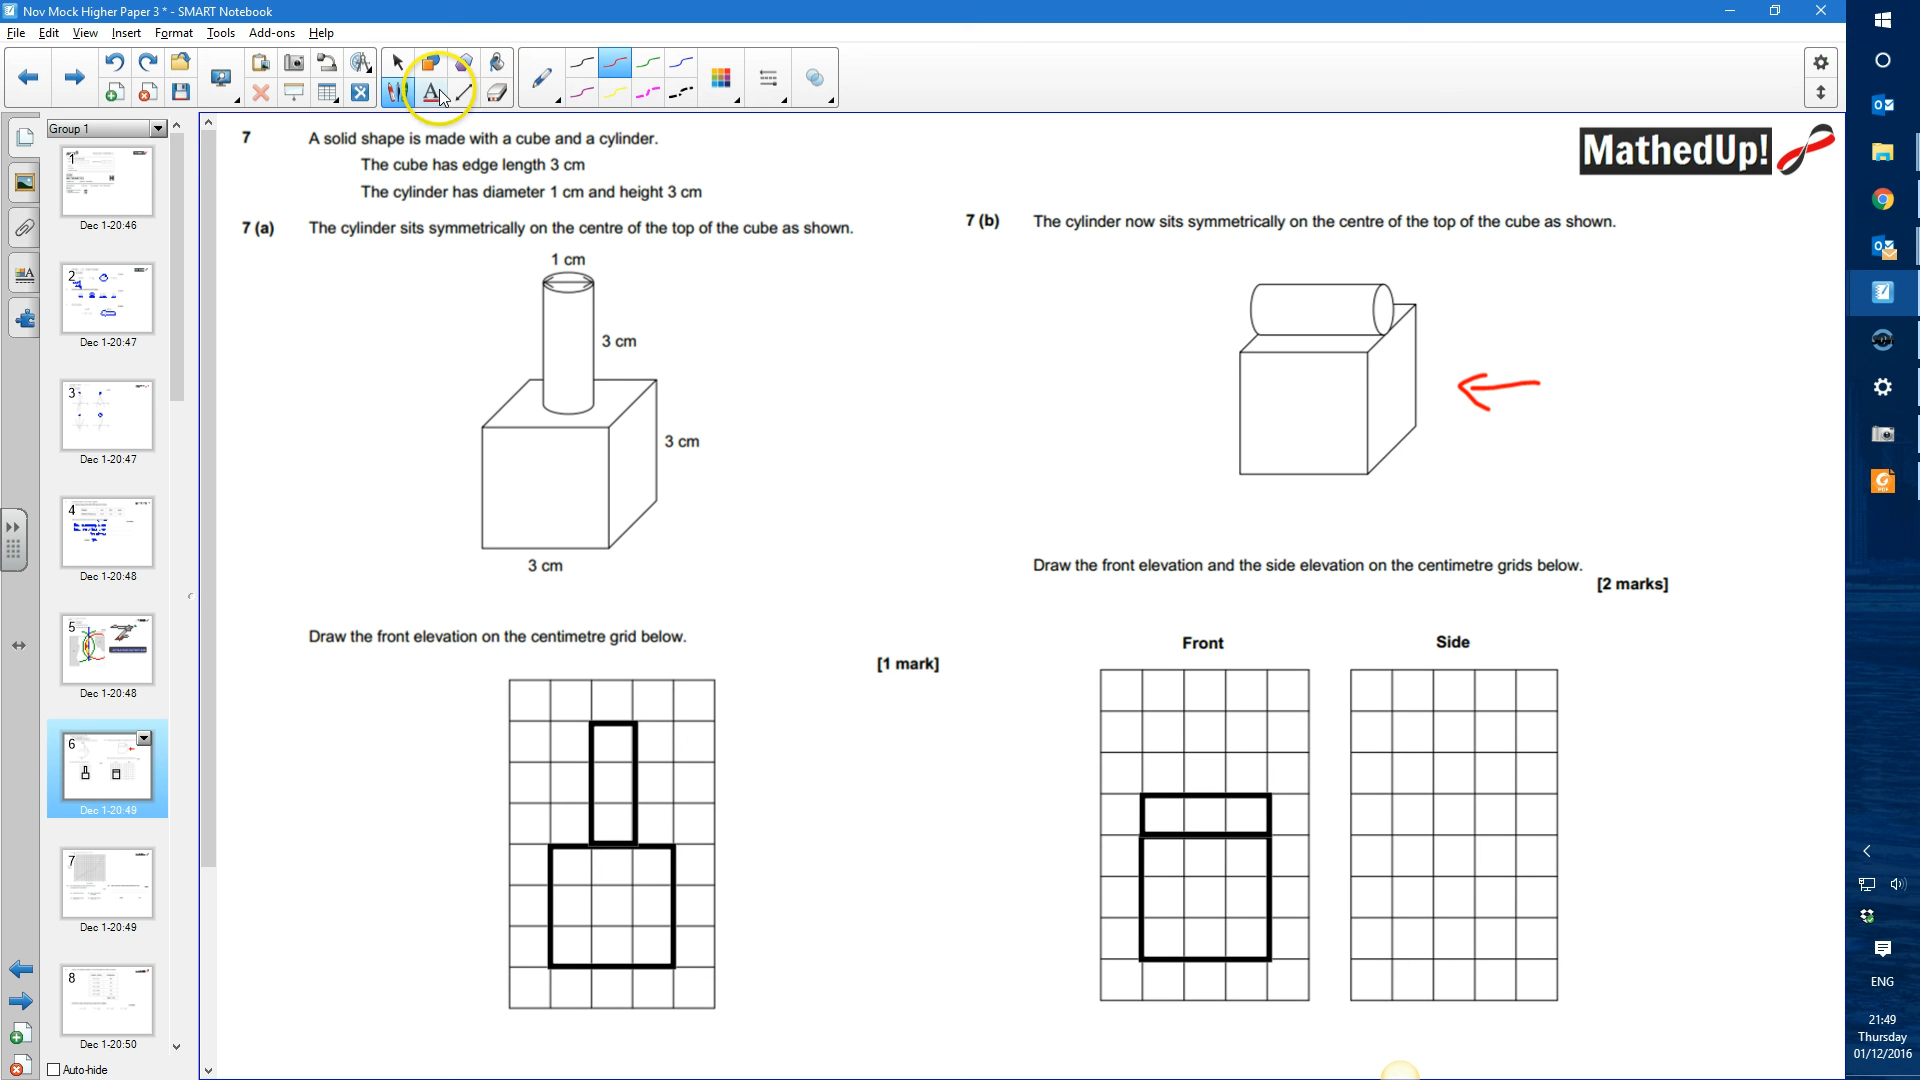 Nov Mock Higher Paper 3 * - SMART Notebook
File Edit View Insert Format Tools Add-ons Help
Group 1
1
Dec 1-20:46
2
Dec 1-20:47
3
Dec 1-20:47
4
Dec 1-20:48
5
Dec 1-20:48
6
Dec 1-20:49
7
Dec 1-20:49
8
Dec 1-20:50
Auto-hide
7 A solid shape is made with a cube and a cylinder.
The cube has edge length 3 cm
The cylinder has diameter 1 cm and height 3 cm
MathedUp!
7 (a) The cylinder sits symmetrically on the centre of the top of the cube as shown.
1 cm
3 cm
3 cm
3 cm
Draw the front elevation on the centimetre grid below.
[1 mark]
7 (b) The cylinder now sits symmetrically on the centre of the top of the cube as shown.
Draw the front elevation and the side elevation on the centimetre grids below.
[2 marks]
Front
Side
ENG
21:49
Thursday
01/12/2016